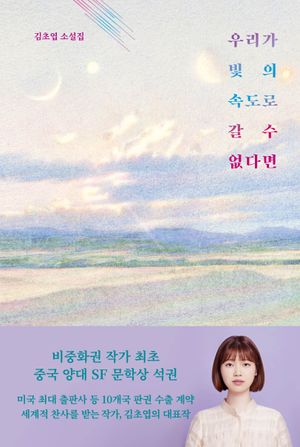 김초엽 소설집
우리가
빛의
속도로
갈 수
없다면
비중화권 작가 최초
중국 양대 SF 문학상 석권
미국 최대 출판사 등 10개국 판권 수출 계약
세계적 찬사를 받는 작가, 김초엽의 대표작